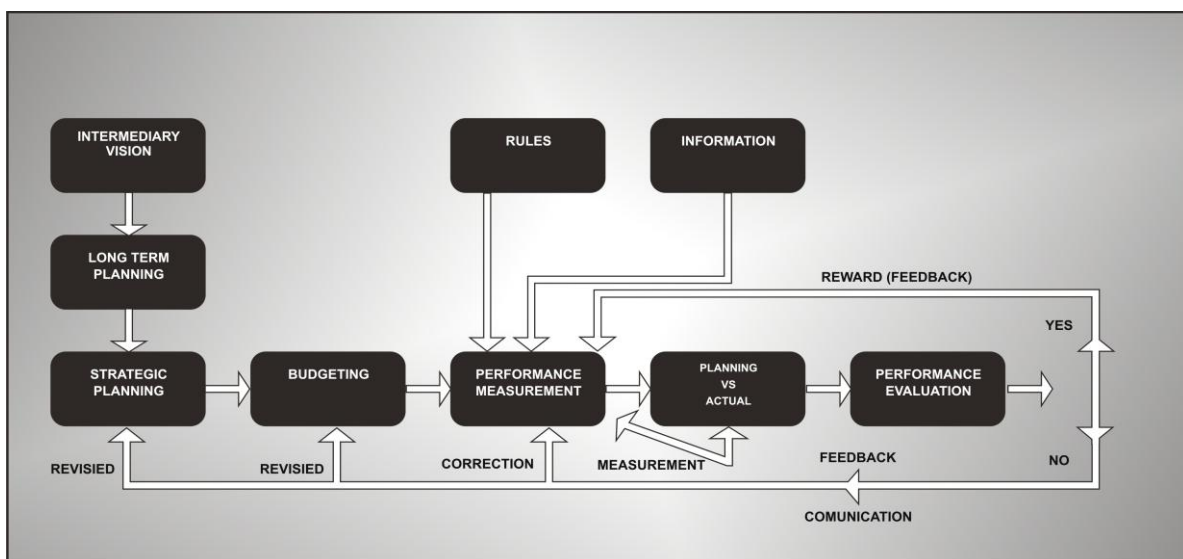 INTERMEDIARY
VISION
RULES
INFORMATION
LONG TERM
PLANNING
REWARD (FEEDBACK)
YES
STRATEGIC
PLANNING
BUDGETING
PERFORMANCE
MEASUREMENT
PLANNING
VS
ACTUAL
PERFORMANCE
EVALUATION
REVISIED
REVISIED
CORRECTION
MEASUREMENT
FEEDBACK
NO
COMUNICATION